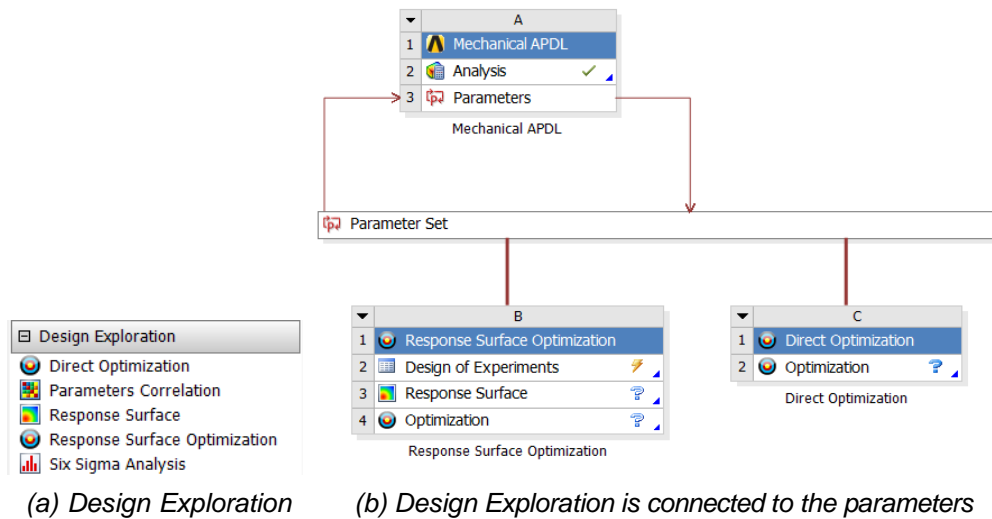 A
1 Mechanical APDL
2 Analysis
3 Parameters
Mechanical APDL
Parameter Set
B
1 Response Surface Optimization
2 Design of Experiments
3 Response Surface
4 Optimization
Response Surface Optimization
C
1 Direct Optimization
2 Optimization ?
Direct Optimization
Design Exploration
Direct Optimization
Parameters Correlation
Response Surface
Response Surface Optimization
Six Sigma Analysis
(a) Design Exploration
(b) Design Exploration is connected to the parameters